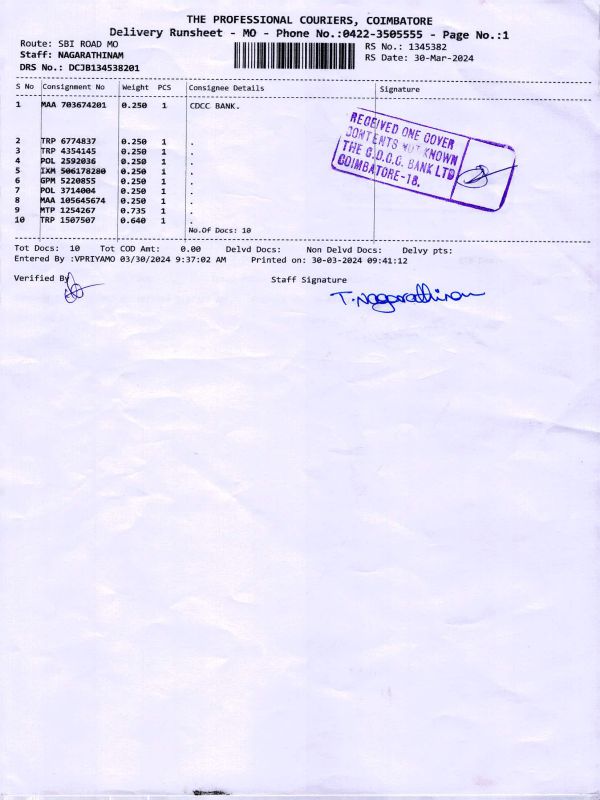 THE PROFESSIONAL COURIERS, COIMBATORE
Delivery Runsheet - MO - Phone No.:0422-3505555 - Page No.:1
Route: SBI ROAD MO
RS No.: 1345382
Staff: NAGARATHINAM
RS Date: 30-Mar-2024
DRS No.: DCJB134538201
S No Consignment No Weight PCS Consignee Details Signature
1 MAA 703674201 0.250 1 CDCC BANK.
2 TRP 6774837 0.250 1 .
3 TRP 4354145 0.250 1 .
4 POL 2592036 0.250 1 .
5 IXM 506178280 0.250 1 .
6 GPM 5220855 0.250 1 .
7 POL 3714004 0.250 1 .
8 MAA 105645674 0.250 1 .
9 MTP 1254267 0.735 1 .
10 TRP 1507507 0.640 1 .
No.Of Docs: 10
RECEIVED ONE COVER
CONTENTS NOT KNOWN
THE C.D.C.C. BANK LTD
COIMBATORE-18.
Tot Docs: 10 Tot COD Amt: 0.00 Delvd Docs: Non Delvd Docs: Delvy pts:
Entered By :VPRIYAMO 03/30/2024 9:37:02 AM Printed on: 30-03-2024 09:41:12
Verified By
Staff Signature
T. Nagarathinam